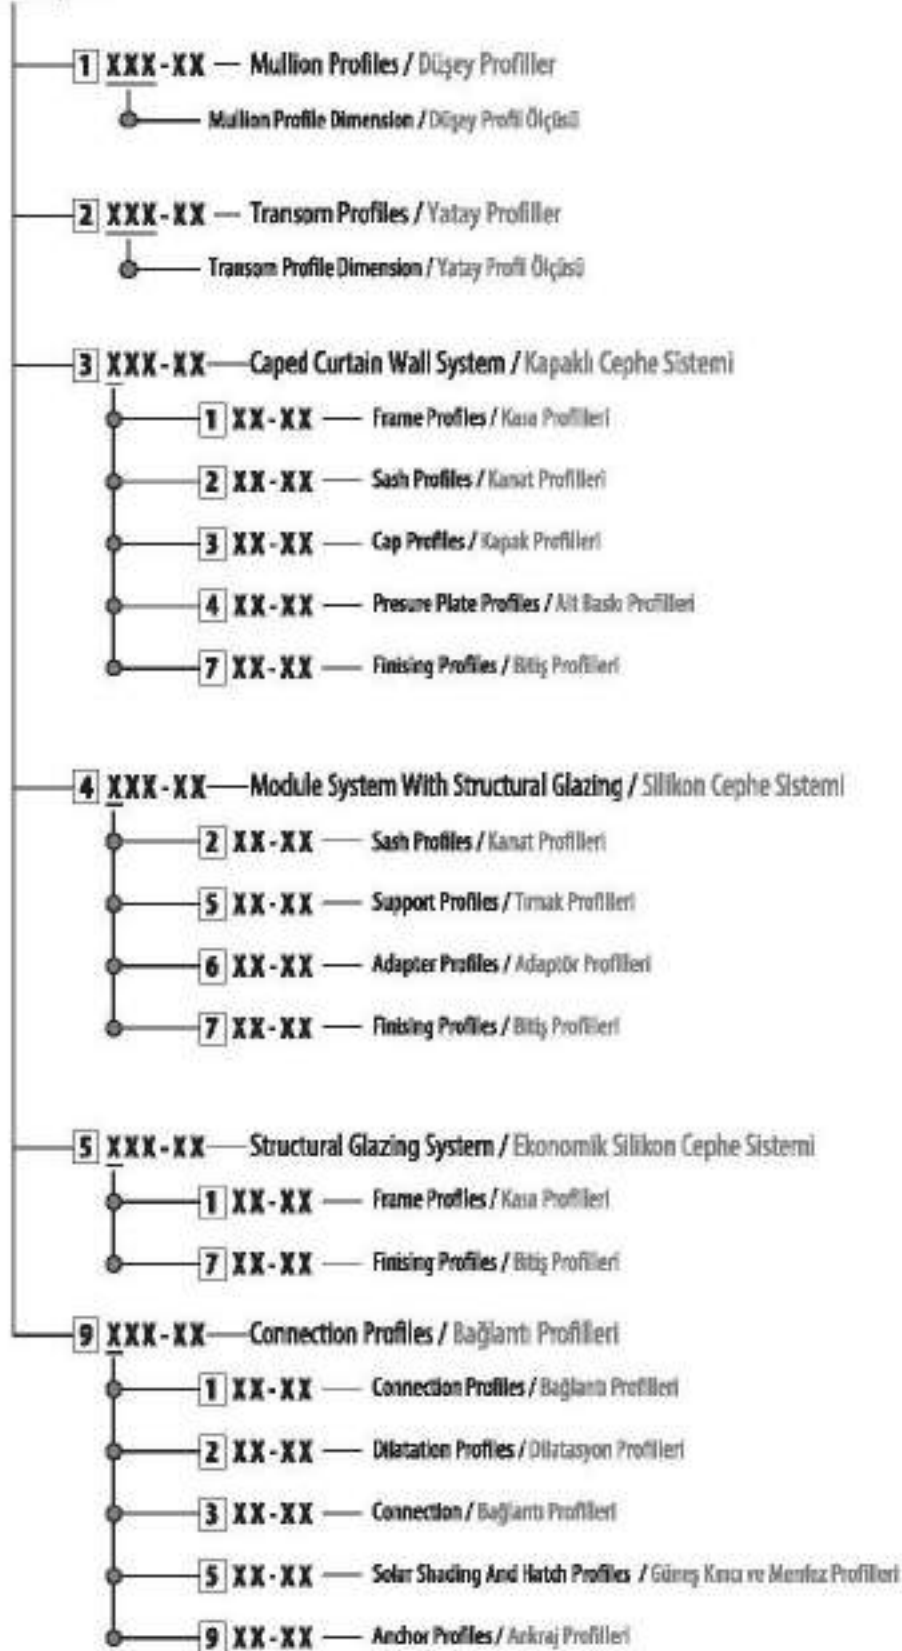 1 XXX-XX — Mullion Profiles / Düşey Profiller
Mullion Profile Dimension / Düşey Profil Ölçüsü
2 XXX-XX — Transom Profiles / Yatay Profiller
Transom Profile Dimension / Yatay Profil Ölçüsü
3 XXX-XX — Caped Curtain Wall System / Kapaklı Cephe Sistemi
1 XX-XX — Frame Profiles / Kasa Profilleri
2 XX-XX — Sash Profiles / Kanat Profilleri
3 XX-XX — Cap Profiles / Kapak Profilleri
4 XX-XX — Presure Plate Profiles / Alt Baskı Profilleri
7 XX-XX — Finising Profiles / Bitiş Profilleri
4 XXX-XX — Module System With Structural Glazing / Silikon Cephe Sistemi
2 XX-XX — Sash Profiles / Kanat Profilleri
5 XX-XX — Support Profiles / Tırnak Profilleri
6 XX-XX — Adapter Profiles / Adaptör Profilleri
7 XX-XX — Finising Profiles / Bitiş Profilleri
5 XXX-XX — Structural Glazing System / Ekonomik Silikon Cephe Sistemi
1 XX-XX — Frame Profiles / Kasa Profilleri
7 XX-XX — Finising Profiles / Bitiş Profilleri
9 XXX-XX — Connection Profiles / Bağlantı Profilleri
1 XX-XX — Connection Profiles / Bağlantı Profilleri
2 XX-XX — Dilatation Profiles / Dilatasyon Profilleri
3 XX-XX — Connection / Bağlantı Profilleri
5 XX-XX — Solar Shading And Hatch Profiles / Güneş Kırıcı ve Menfez Profilleri
9 XX-XX — Anchor Profiles / Ankraj Profilleri